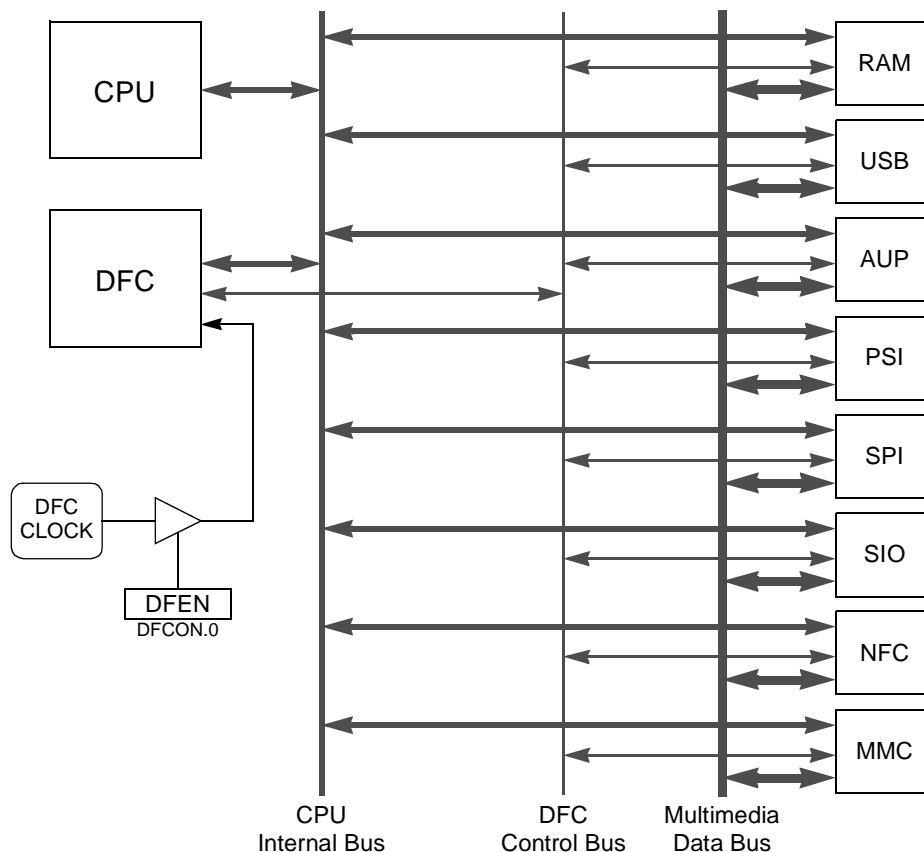 CPU
DFC
DFC
CLOCK
DFEN
DFCON.0
RAM
USB
AUP
PSI
SPI
SIO
NFC
MMC
CPU
Internal Bus
DFC
Control Bus
Multimedia
Data Bus